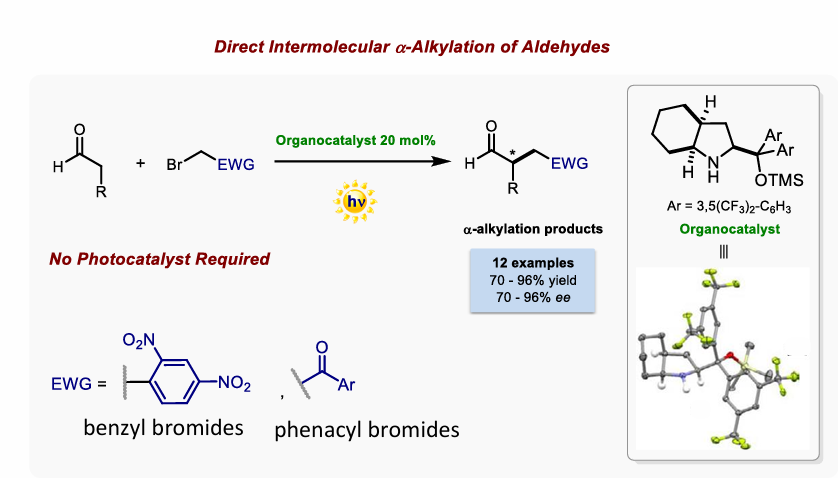 Direct Intermolecular α-Alkylation of Aldehydes
O
H
R
+
Br
EWG
Organocatalyst 20 mol%
hν
O
H
*
R
EWG
α-alkylation products
12 examples
70 - 96% yield
70 - 96% ee
No Photocatalyst Required
EWG =
O₂N
NO₂
,
O
Ar
benzyl bromides
phenacyl bromides
H
H
N
H
Ar
Ar
OTMS
Ar = 3,5(CF₃)₂-C₆H₃
Organocatalyst